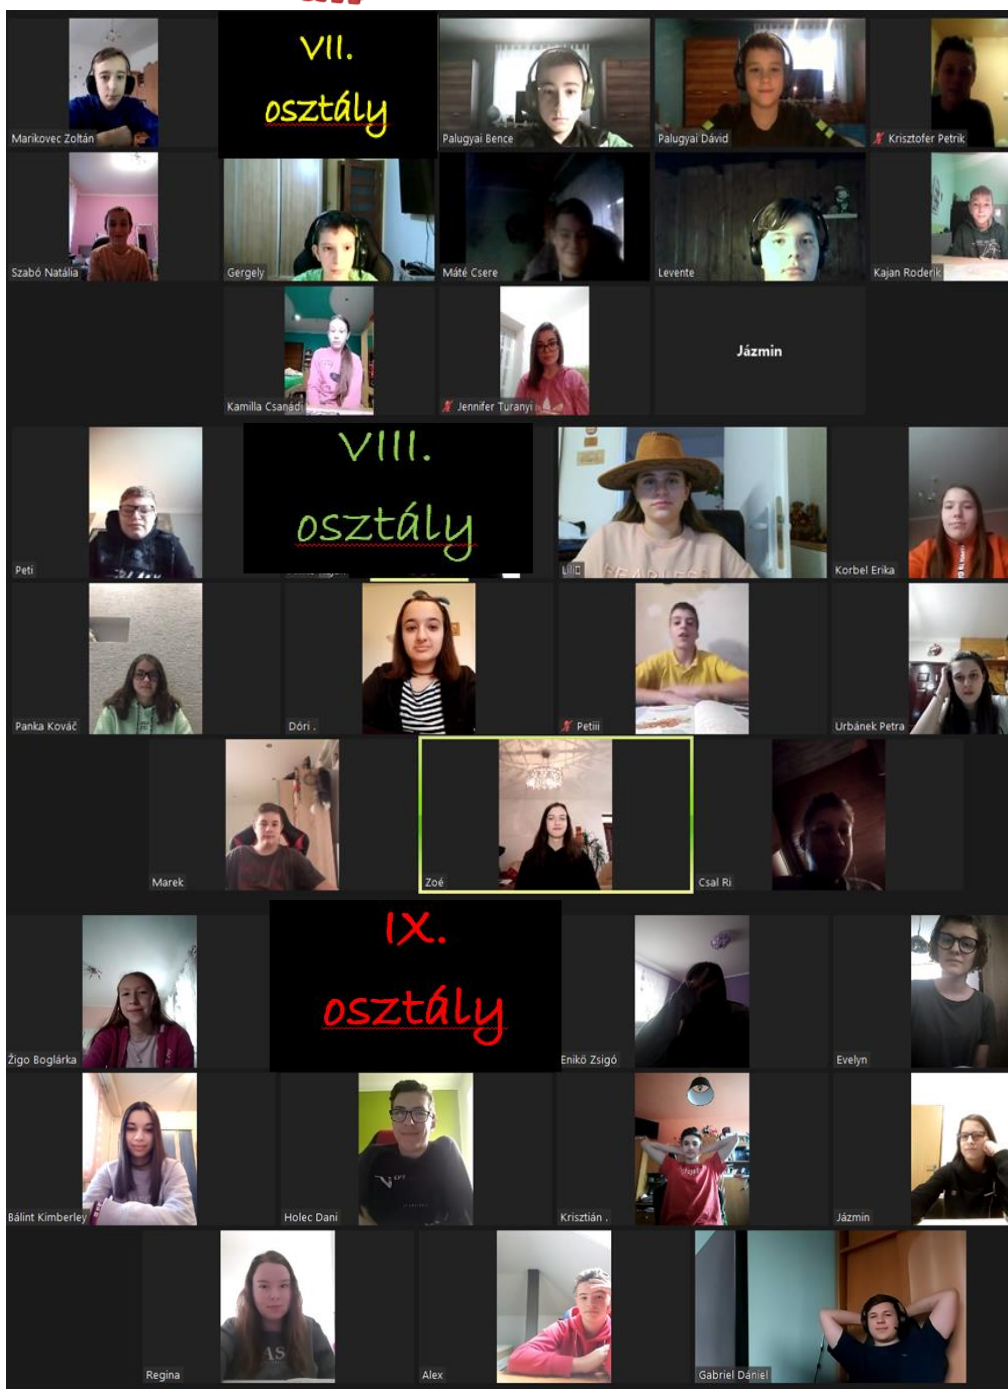 VII.
osztály
Marikovec Zoltán
Palugyai Bence
Palugyai Dávid
Krisztofer Petrik
Szabó Natália
Gergely
Máté Csere
Levente
Kajan Roderik
Kamilla Csanádi
Jennifer Turanyi
Jázmin
VIII.
osztály
Peti
Lili
Korbel Erika
Panka Kováč
Dóri .
Petiii
Urbánek Petra
Marek
Zoé
Csal Ri
IX.
osztály
Žigo Boglárka
Enikö Zsigó
Evelyn
Bálint Kimberley
Holec Dani
Krisztián .
Jázmin
Regina
Alex
Gabriel Dániel